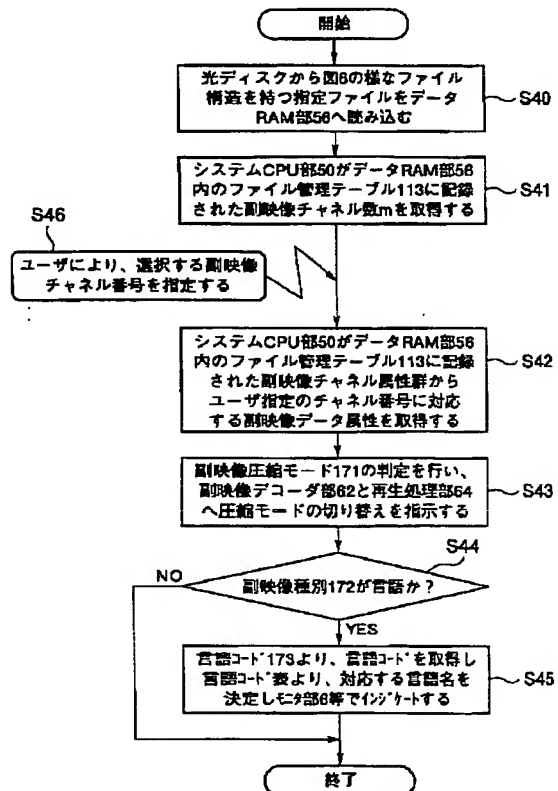 開始
光ディスクから図6の様なファイル
構造を持つ指定ファイルをデータ
RAM部56へ読み込む
S40
システムCPU部50がデータRAM部56
内のファイル管理テーブル113に記録
された副映像チャネル数mを取得する
S41
S46
ユーザにより、選択する副映像
チャネル番号を指定する
システムCPU部50がデータRAM部56
内のファイル管理テーブル113に記録
された副映像チャネル属性群から
ユーザ指定のチャネル番号に対応
する副映像データ属性を取得する
S42
副映像圧縮モード171の判定を行い、
副映像デコーダ部62と再生処理部64
へ圧縮モードの切り替えを指示する
S43
S44
NO
副映像種別172が言語か?
YES
言語コード173より、言語コードを取得し
言語コード表より、対応する言語名を
決定しモニタ部6等でインジケートする
S45
終了